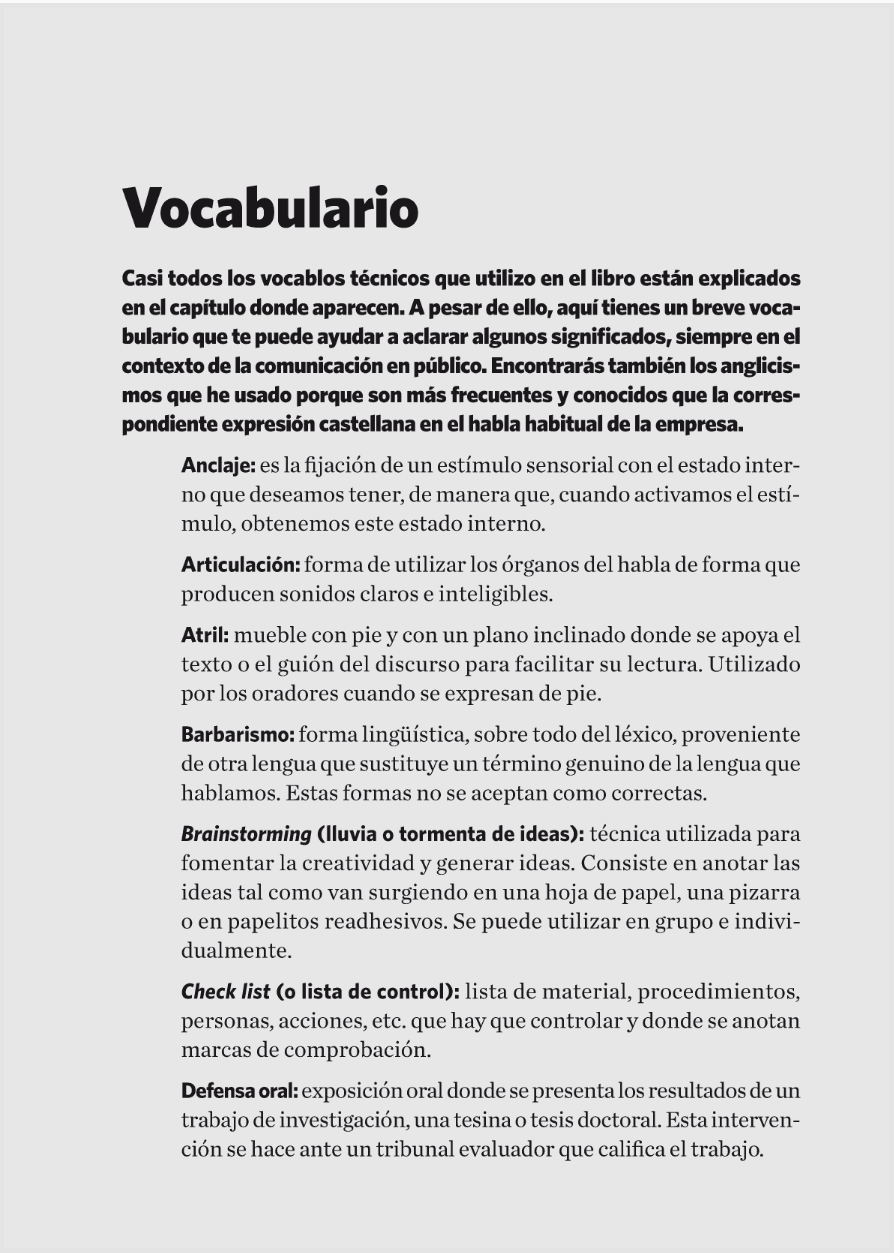 Vocabulario
Casi todos los vocablos técnicos que utilizo en el libro están explicados
en el capítulo donde aparecen. A pesar de ello, aquí tienes un breve voca-
bulario que te puede ayudar a aclarar algunos significados, siempre en el
contexto de la comunicación en público. Encontrarás también los anglicis-
mos que he usado porque son más frecuentes y conocidos que la corres-
pondiente expresión castellana en el habla habitual de la empresa.
Anclaje: es la fijación de un estímulo sensorial con el estado inter-
no que deseamos tener, de manera que, cuando activamos el estí-
mulo, obtenemos este estado interno.
Articulación: forma de utilizar los órganos del habla de forma que
producen sonidos claros e inteligibles.
Atril: mueble con pie y con un plano inclinado donde se apoya el
texto o el guión del discurso para facilitar su lectura. Utilizado
por los oradores cuando se expresan de pie.
Barbarismo: forma lingüística, sobre todo del léxico, proveniente
de otra lengua que sustituye un término genuino de la lengua que
hablamos. Estas formas no se aceptan como correctas.
Brainstorming (lluvia o tormenta de ideas): técnica utilizada para
fomentar la creatividad y generar ideas. Consiste en anotar las
ideas tal como van surgiendo en una hoja de papel, una pizarra
o en papelitos readhesivos. Se puede utilizar en grupo e indivi-
dualmente.
Check list (o lista de control): lista de material, procedimientos,
personas, acciones, etc. que hay que controlar y donde se anotan
marcas de comprobación.
Defensa oral: exposición oral donde se presenta los resultados de un
trabajo de investigación, una tesina o tesis doctoral. Esta interven-
ción se hace ante un tribunal evaluador que califica el trabajo.